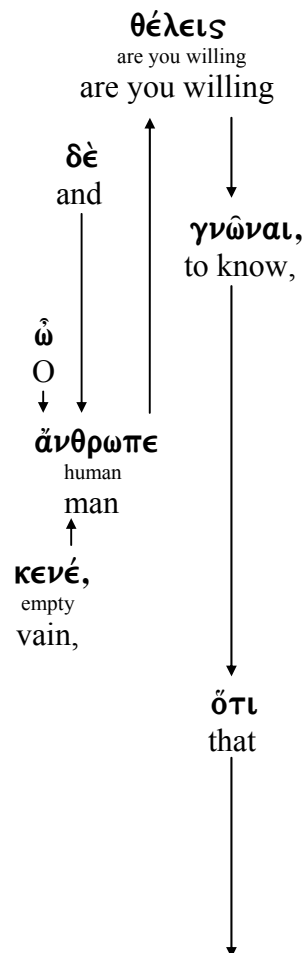 θέλεις
are you willing
are you willing
δὲ
and
γνῶναι,
to know,
ὦ
O
ἄνθρωπε
human
man
κενέ,
empty
vain,
ὅτι
that